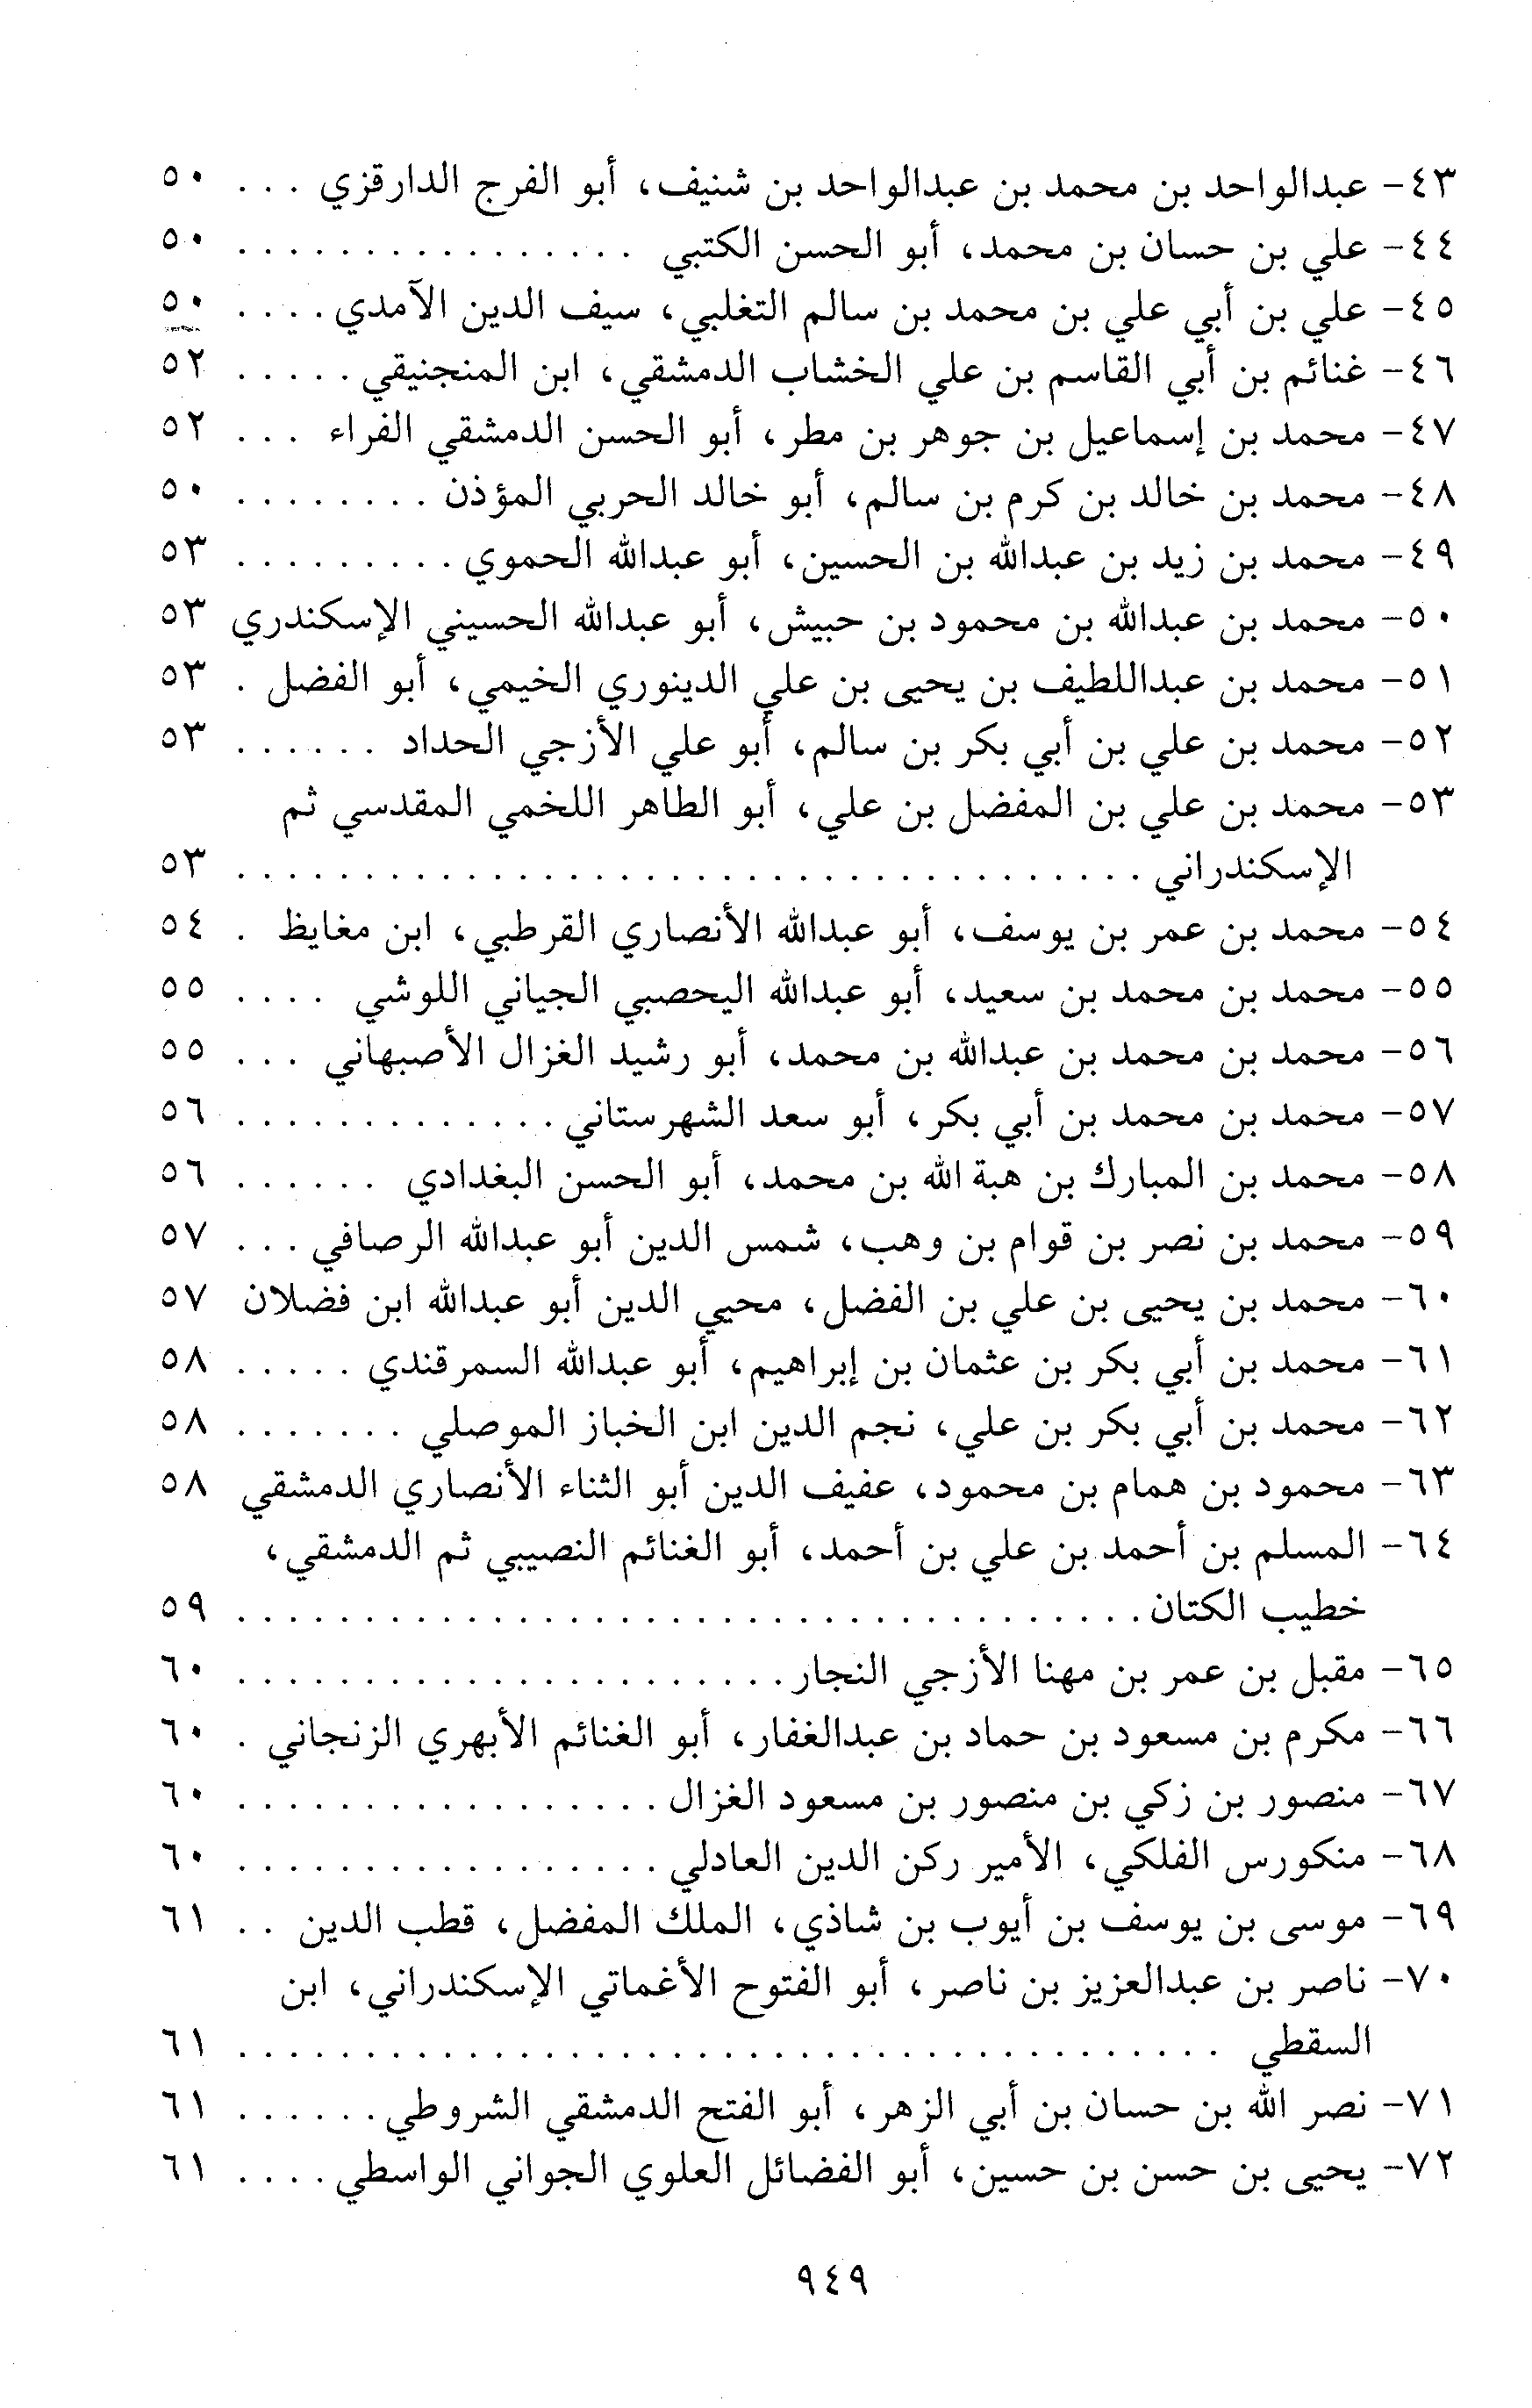 ٤٣- عبدالواحد بن محمد بن عبدالواحد بن شنيف، أبو الفرج الدارقزي . . . ٥٠
٤٤- علي بن حسان بن محمد، أبو الحسن الكتبي . . . . . . . . . . . . . . . . ٥٠
٤٥- علي بن أبي علي بن محمد بن سالم التغلبي، سيف الدين الآمدي . . . . ٥٠
٤٦- غنائم بن أبي القاسم بن علي الخشاب الدمشقي، ابن المنجنيقي . . . . . ٥٢
٤٧- محمد بن إسماعيل بن جوهر بن مطر، أبو الحسن الدمشقي الفراء . . . ٥٢
٤٨- محمد بن خالد بن كرم بن سالم، أبو خالد الحربي المؤذن . . . . . . . . ٥٠
٤٩- محمد بن زيد بن عبدالله بن الحسين، أبو عبدالله الحموي . . . . . . . . . ٥٣
٥٠- محمد بن عبدالله بن محمود بن حبيش، أبو عبدالله الحسيني الإسكندري ٥٣
٥١- محمد بن عبداللطيف بن يحيى بن علي الدينوري الخيمي، أبو الفضل . ٥٣
٥٢- محمد بن علي بن أبي بكر بن سالم، أبو علي الأزجي الحداد . . . . . . ٥٣
٥٣- محمد بن علي بن المفضل بن علي، أبو الطاهر اللخمي المقدسي ثم
الإسكندراني . . . . . . . . . . . . . . . . . . . . . . . . . . . . . . . . . . . . ٥٣
٥٤- محمد بن عمر بن يوسف، أبو عبدالله الأنصاري القرطبي، ابن مغايظ . ٥٤
٥٥- محمد بن محمد بن سعيد، أبو عبدالله اليحصبي الجياني اللوشي . . . . ٥٥
٥٦- محمد بن محمد بن عبدالله بن محمد، أبو رشيد الغزال الأصبهاني . . . ٥٥
٥٧- محمد بن محمد بن أبي بكر، أبو سعد الشهرستاني . . . . . . . . . . . . . ٥٦
٥٨- محمد بن المبارك بن هبة الله بن محمد، أبو الحسن البغدادي . . . . . . ٥٦
٥٩- محمد بن نصر بن قوام بن وهب، شمس الدين أبو عبدالله الرصافي . . . ٥٧
٦٠- محمد بن يحيى بن علي بن الفضل، محيي الدين أبو عبدالله ابن فضلان ٥٧
٦١- محمد بن أبي بكر بن عثمان بن إبراهيم، أبو عبدالله السمرقندي . . . . . ٥٨
٦٢- محمد بن أبي بكر بن علي، نجم الدين ابن الخباز الموصلي . . . . . . . ٥٨
٦٣- محمود بن همام بن محمود، عفيف الدين أبو الثناء الأنصاري الدمشقي ٥٨
٦٤- المسلم بن أحمد بن علي بن أحمد، أبو الغنائم النصيبي ثم الدمشقي،
خطيب الكتان . . . . . . . . . . . . . . . . . . . . . . . . . . . . . . . . . . . . ٥٩
٦٥- مقبل بن عمر بن مهنا الأزجي النجار . . . . . . . . . . . . . . . . . . . . . . ٦٠
٦٦- مكرم بن مسعود بن حماد بن عبدالغفار، أبو الغنائم الأبهري الزنجاني . ٦٠
٦٧- منصور بن زكي بن منصور بن مسعود الغزال . . . . . . . . . . . . . . . . . ٦٠
٦٨- منكورس الفلكي، الأمير ركن الدين العادلي . . . . . . . . . . . . . . . . . ٦٠
٦٩- موسى بن يوسف بن أيوب بن شاذي، الملك المفضل، قطب الدين . . ٦١
٧٠- ناصر بن عبدالعزيز بن ناصر، أبو الفتوح الأغماتي الإسكندراني، ابن
السقطي . . . . . . . . . . . . . . . . . . . . . . . . . . . . . . . . . . . . . . . ٦١
٧١- نصر الله بن حسان بن أبي الزهر، أبو الفتح الدمشقي الشروطي . . . . . . ٦١
٧٢- يحيى بن حسن بن حسين، أبو الفضائل العلوي الجواني الواسطي . . . . ٦١
٩٤٩